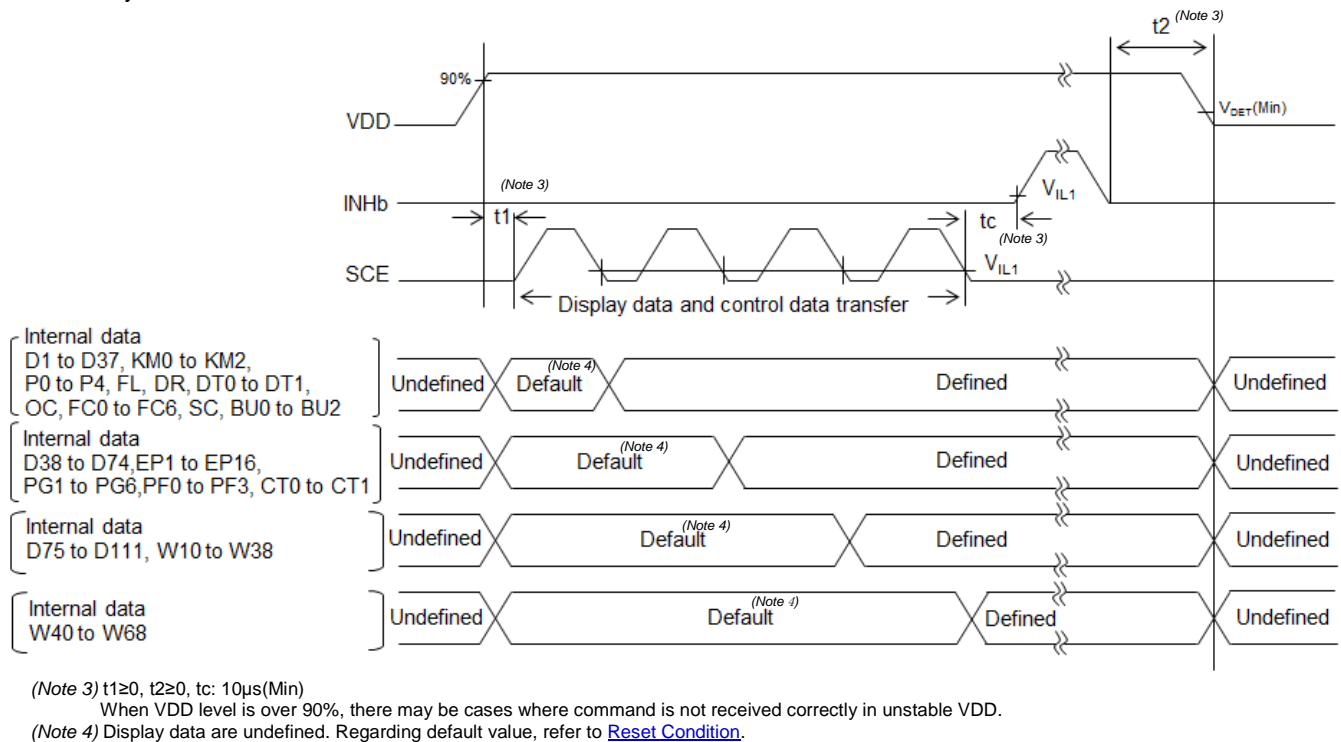 t2 (Note 3)
90%
VDD
VDET(Min)
(Note 3)
VIL1
INHb
t1
tc
(Note 3)
VIL1
SCE
Display data and control data transfer
Internal data
D1 to D37, KM0 to KM2,
P0 to P4, FL, DR, DT0 to DT1,
OC, FC0 to FC6, SC, BU0 to BU2
Undefined
Default
(Note 4)
Defined
Undefined
Internal data
D38 to D74,EP1 to EP16,
PG1 to PG6,PF0 to PF3, CT0 to CT1
Undefined
Default
(Note 4)
Defined
Undefined
Internal data
D75 to D111, W10 to W38
Undefined
Default
(Note 4)
Defined
Undefined
Internal data
W40 to W68
Undefined
Default
(Note 4)
Defined
Undefined
(Note 3) t1≥0, t2≥0, tc: 10µs(Min)
When VDD level is over 90%, there may be cases where command is not received correctly in unstable VDD.
(Note 4) Display data are undefined. Regarding default value, refer to Reset Condition.